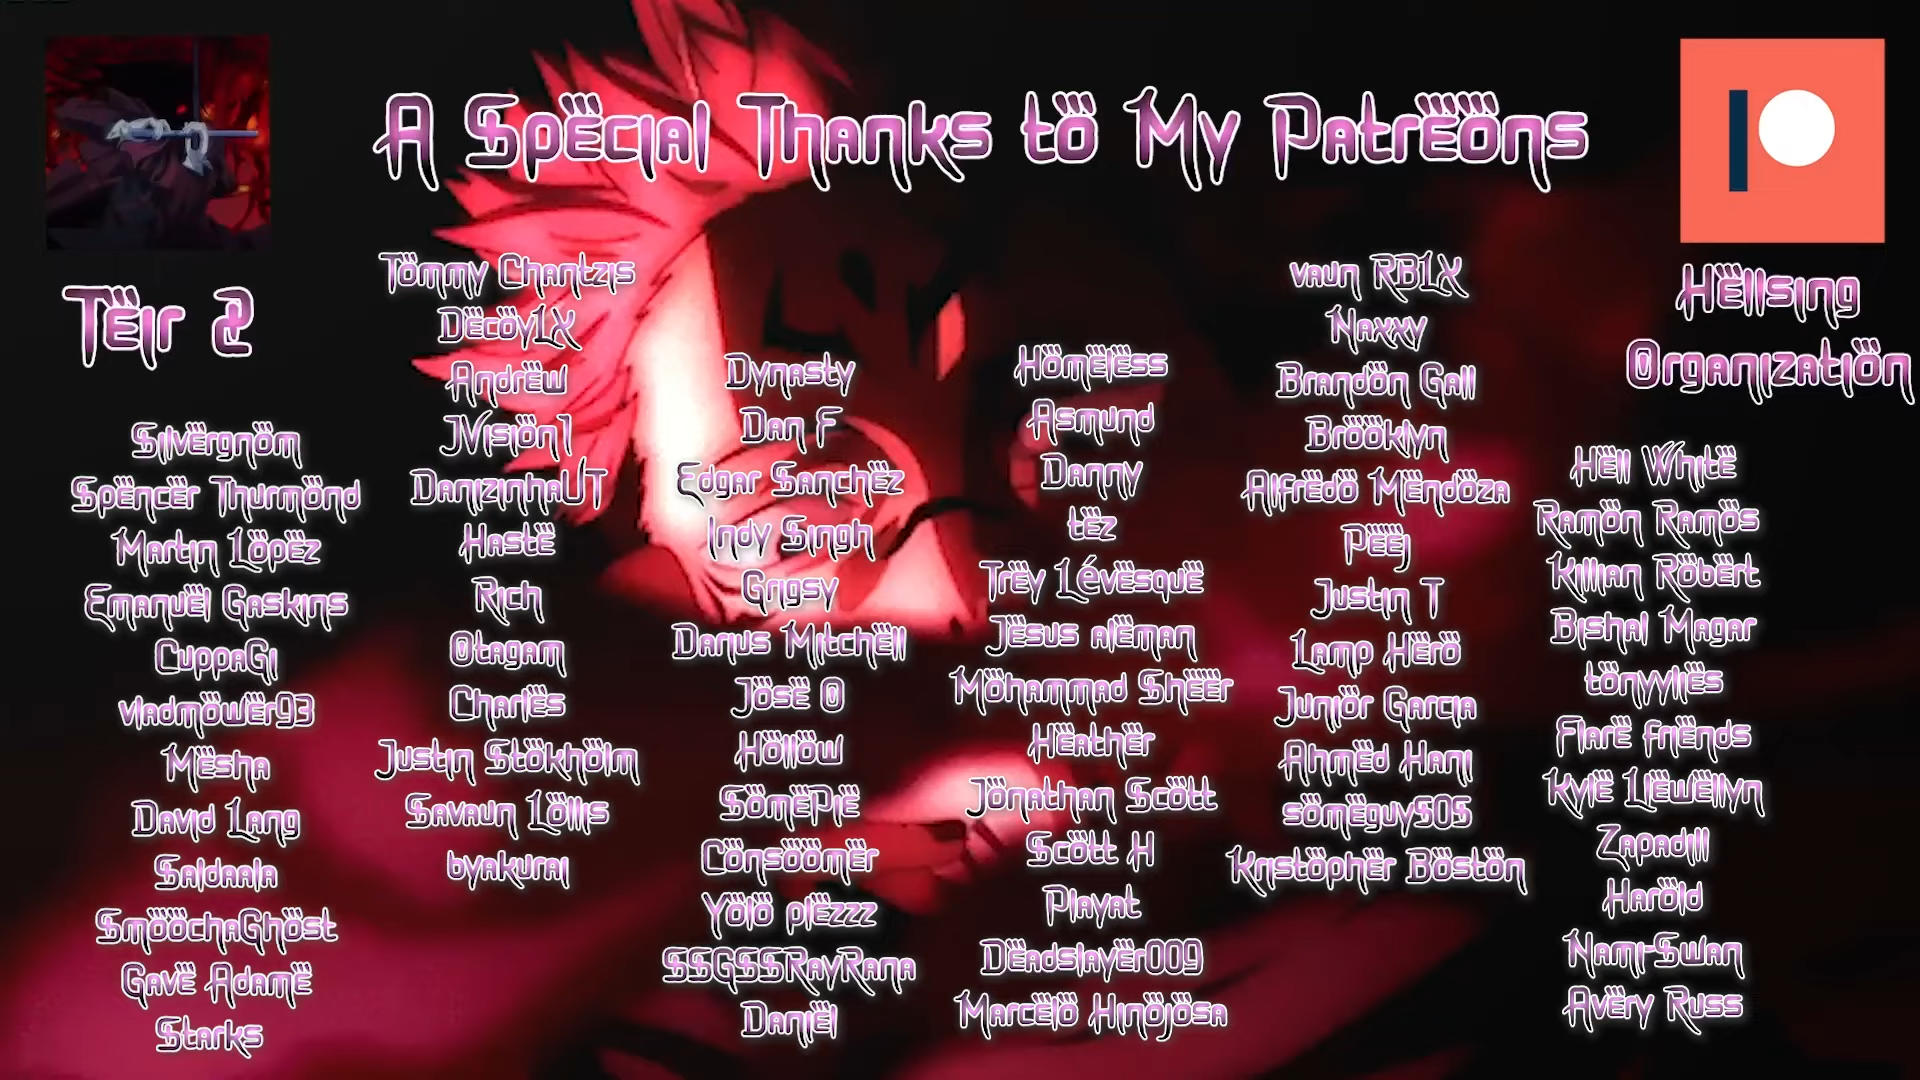 A Special Thanks to My Patreons
Teir 2
Silvergnom
Spencer Thurmond
Martin Lopez
Emanuel Gaskins
CuppaGi
vladmower93
Mesha
David Lang
Saldaala
SmoochaGhost
Gave Adame
Starks
Tommy Chantzis
Decoy1X
Andrew
JVision1
DanizinhaUT
Haste
Rich
Otagam
Charles
Justin Stokholm
Savaun Lollis
byakurai
Dynasty
Dan F
Edgar Sanchez
Indy Singh
Grigsy
Darius Mitchell
Jose O
Hollow
SomePie
Consoomer
Yolo plezzz
SSGSSRayRana
Daniel
Homeless
Asmund
Danny
tez
Trey Lévesque
Jesus aleman
Mohammad Sheer
Heather
Jonathan Scott
Scott H
Playat
Deadslayer009
Marcelo Hinojosa
vaun RB1X
Naxxy
Brandon Gall
Brooklyn
Alfredo Mendoza
Peej
Justin T
Lamp Hero
Junior Garcia
Ahmed Hani
someguy505
Kristopher Boston
Hellsing
Organization
Hell White
Ramon Ramos
Killian Robert
Bishal Magar
tonyylies
Flare friends
Kyle Llewellyn
Zapadill
Harold
Nami-Swan
Avery Russ